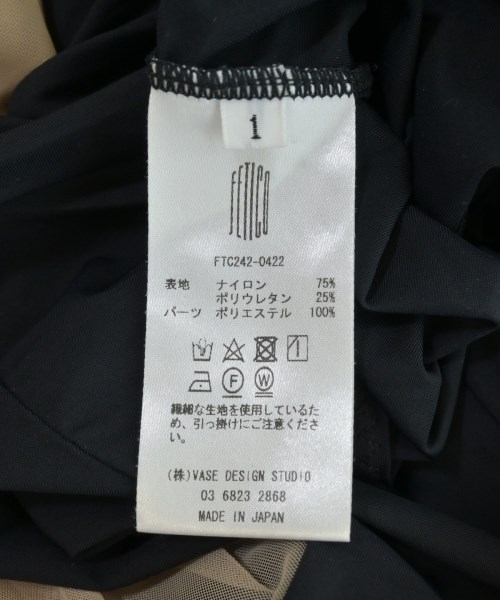 1
FETICO
FTC242-0422
表地 ナイロン 75%
ポリウレタン 25%
パーツ ポリエステル 100%
F W
繊細な生地を使用しているた
め、引っ掛けにご注意くださ
い。
(株)VASE DESIGN STUDIO
03 6823 2868
MADE IN JAPAN